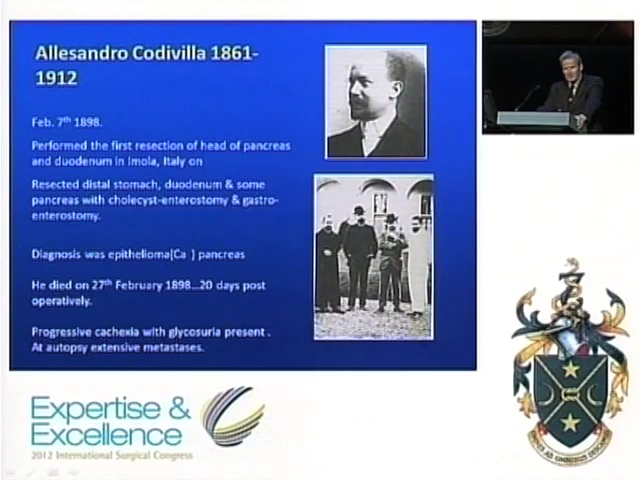 Allesandro Codivilla 1861-
1912
Feb. 7th 1898.
Performed the first resection of head of pancreas
and duodenum in Imola, Italy on
Resected distal stomach, duodenum & some
pancreas with cholecyst-enterostomy & gastro-
enterostomy.
Diagnosis was epithelioma(Ca ) pancreas
He died on 27th February 1898...20 days post
operatively.
Progressive cachexia with glycosuria present .
At autopsy extensive metastases.
Expertise &
Excellence
2012 International Surgical Congress